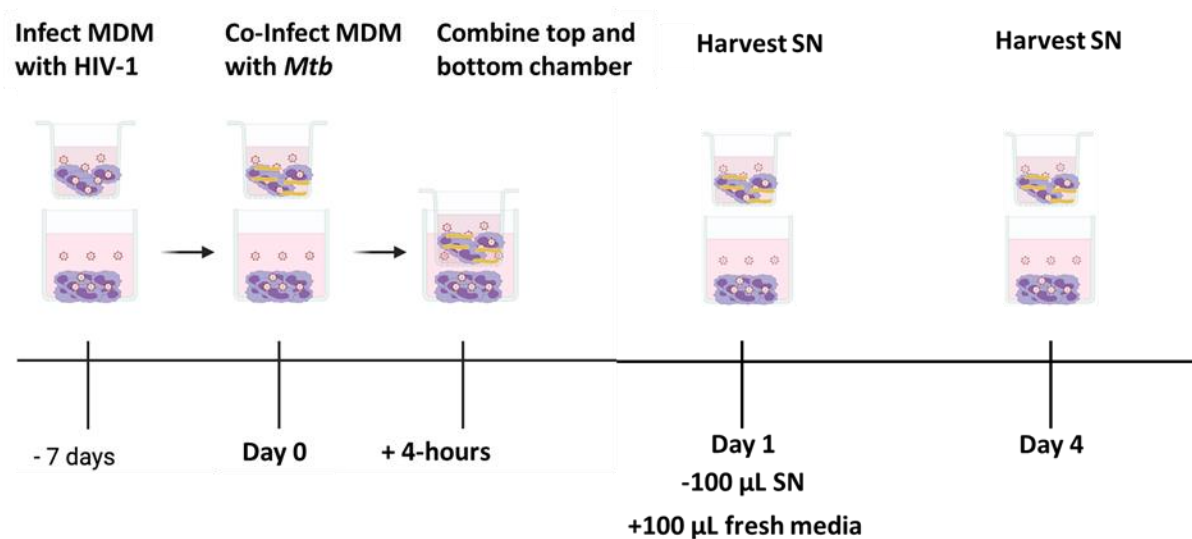 Infect MDM
with HIV-1
Co-Infect MDM
with Mtb
Combine top and
bottom chamber
Harvest SN
Harvest SN
- 7 days
Day 0
+ 4-hours
Day 1
-100 µL SN
+100 µL fresh media
Day 4